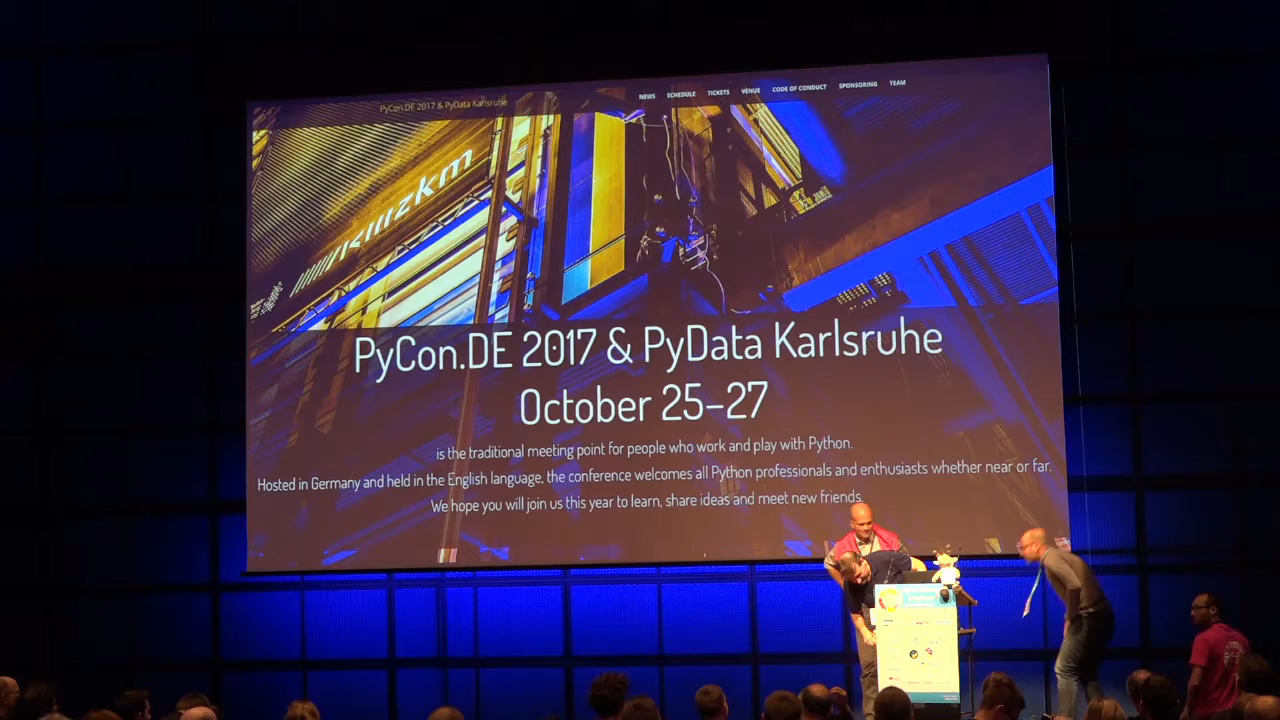 PyCon.DE 2017 & PyData Karlsruhe
NEWS SCHEDULE TICKETS VENUE CODE OF CONDUCT SPONSORING TEAM
zkm
PyCon.DE 2017 & PyData Karlsruhe
October 25–27
is the traditional meeting point for people who work and play with Python.
Hosted in Germany and held in the English language, the conference welcomes all Python professionals and enthusiasts whether near or far.
We hope you will join us this year to learn, share ideas and meet new friends.